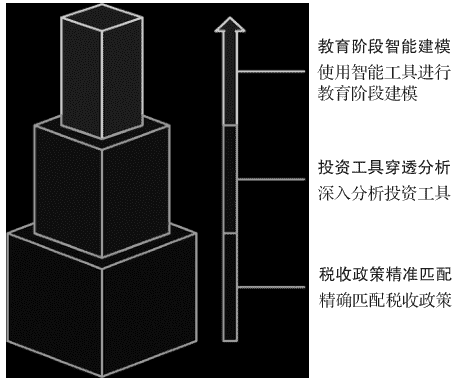 教育阶段智能建模
使用智能工具进行
教育阶段建模
投资工具穿透分析
深入分析投资工具
税收政策精准匹配
精确匹配税收政策